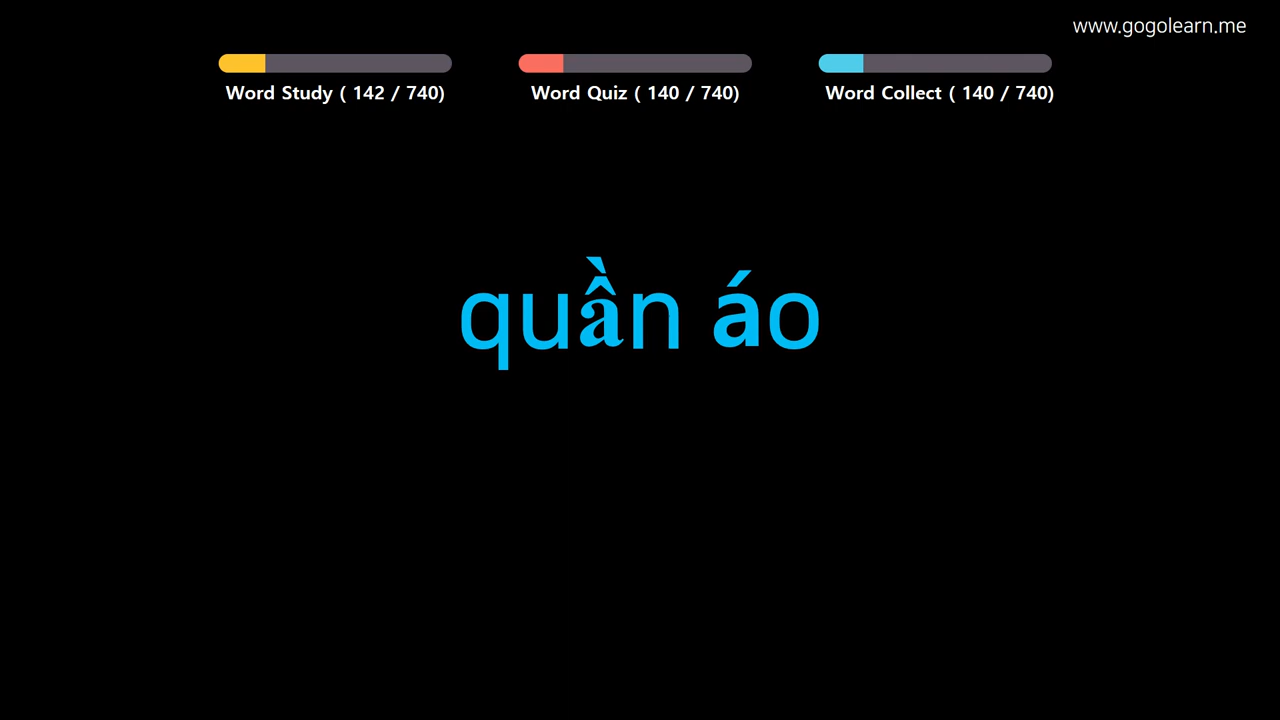 www.gogolearn.me
Word Study ( 142 / 740)
Word Quiz ( 140 / 740)
Word Collect ( 140 / 740)
quần áo